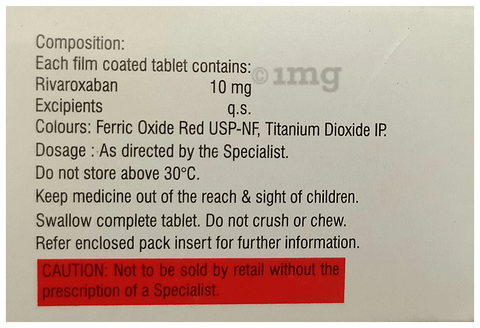 Composition:
Each film coated tablet contains:
Rivaroxaban 10 mg
Excipients q.s.
Colours: Ferric Oxide Red USP-NF, Titanium Dioxide IP.
Dosage : As directed by the Specialist.
Do not store above 30°C.
Keep medicine out of the reach & sight of children.
Swallow complete tablet. Do not crush or chew.
Refer enclosed pack insert for further information.
CAUTION: Not to be sold by retail without the
prescription of a Specialist.
© 1mg